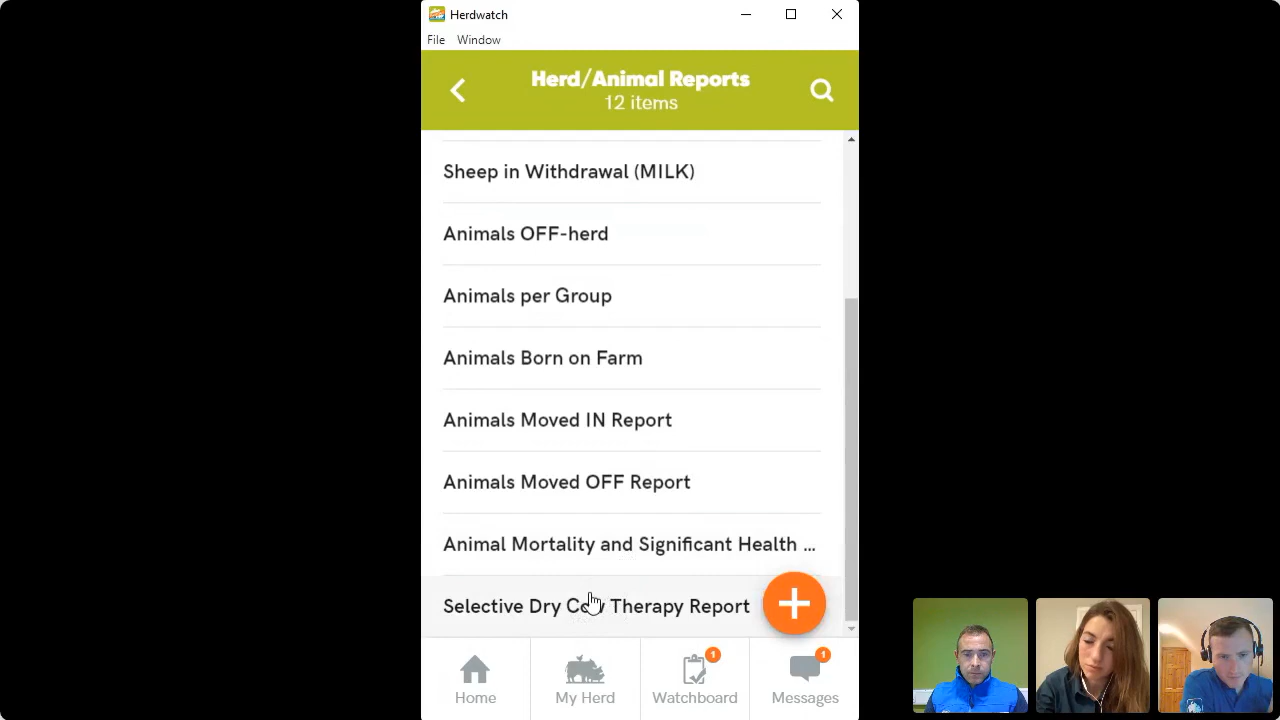 Herdwatch
File Window
Herd/Animal Reports
12 items
Sheep in Withdrawal (MILK)
Animals OFF-herd
Animals per Group
Animals Born on Farm
Animals Moved IN Report
Animals Moved OFF Report
Animal Mortality and Significant Health ...
Selective Dry Cow Therapy Report
1 1
Home My Herd Watchboard Messages